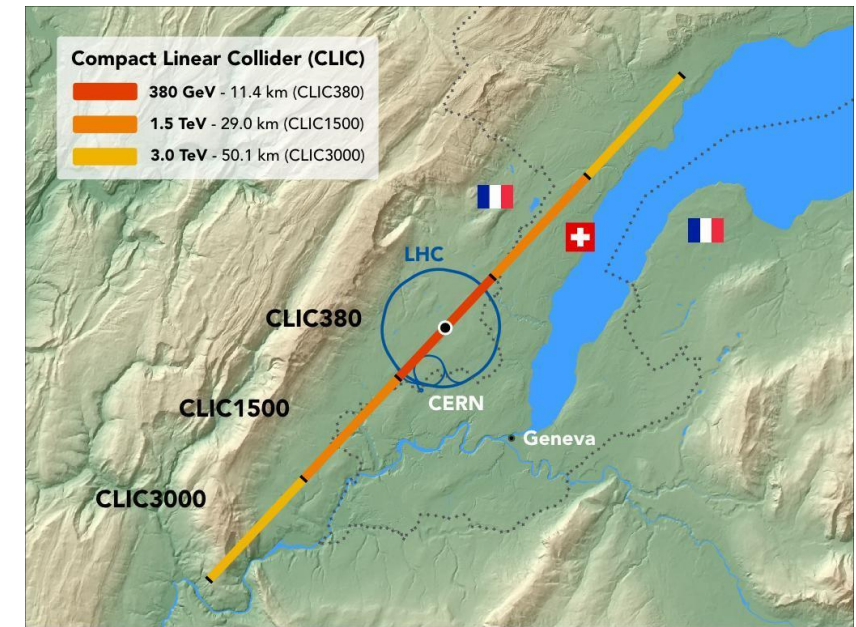 Compact Linear Collider (CLIC)
380 GeV - 11.4 km (CLIC380)
1.5 TeV - 29.0 km (CLIC1500)
3.0 TeV - 50.1 km (CLIC3000)
LHC
CLIC380
CLIC1500
CERN
Geneva
CLIC3000